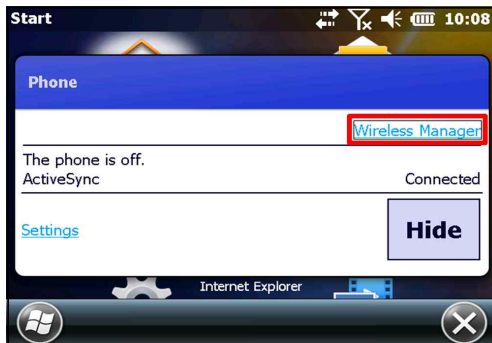 Start 10:08
Phone
Wireless Manager
The phone is off.
ActiveSync Connected
Settings Hide
Internet Explorer